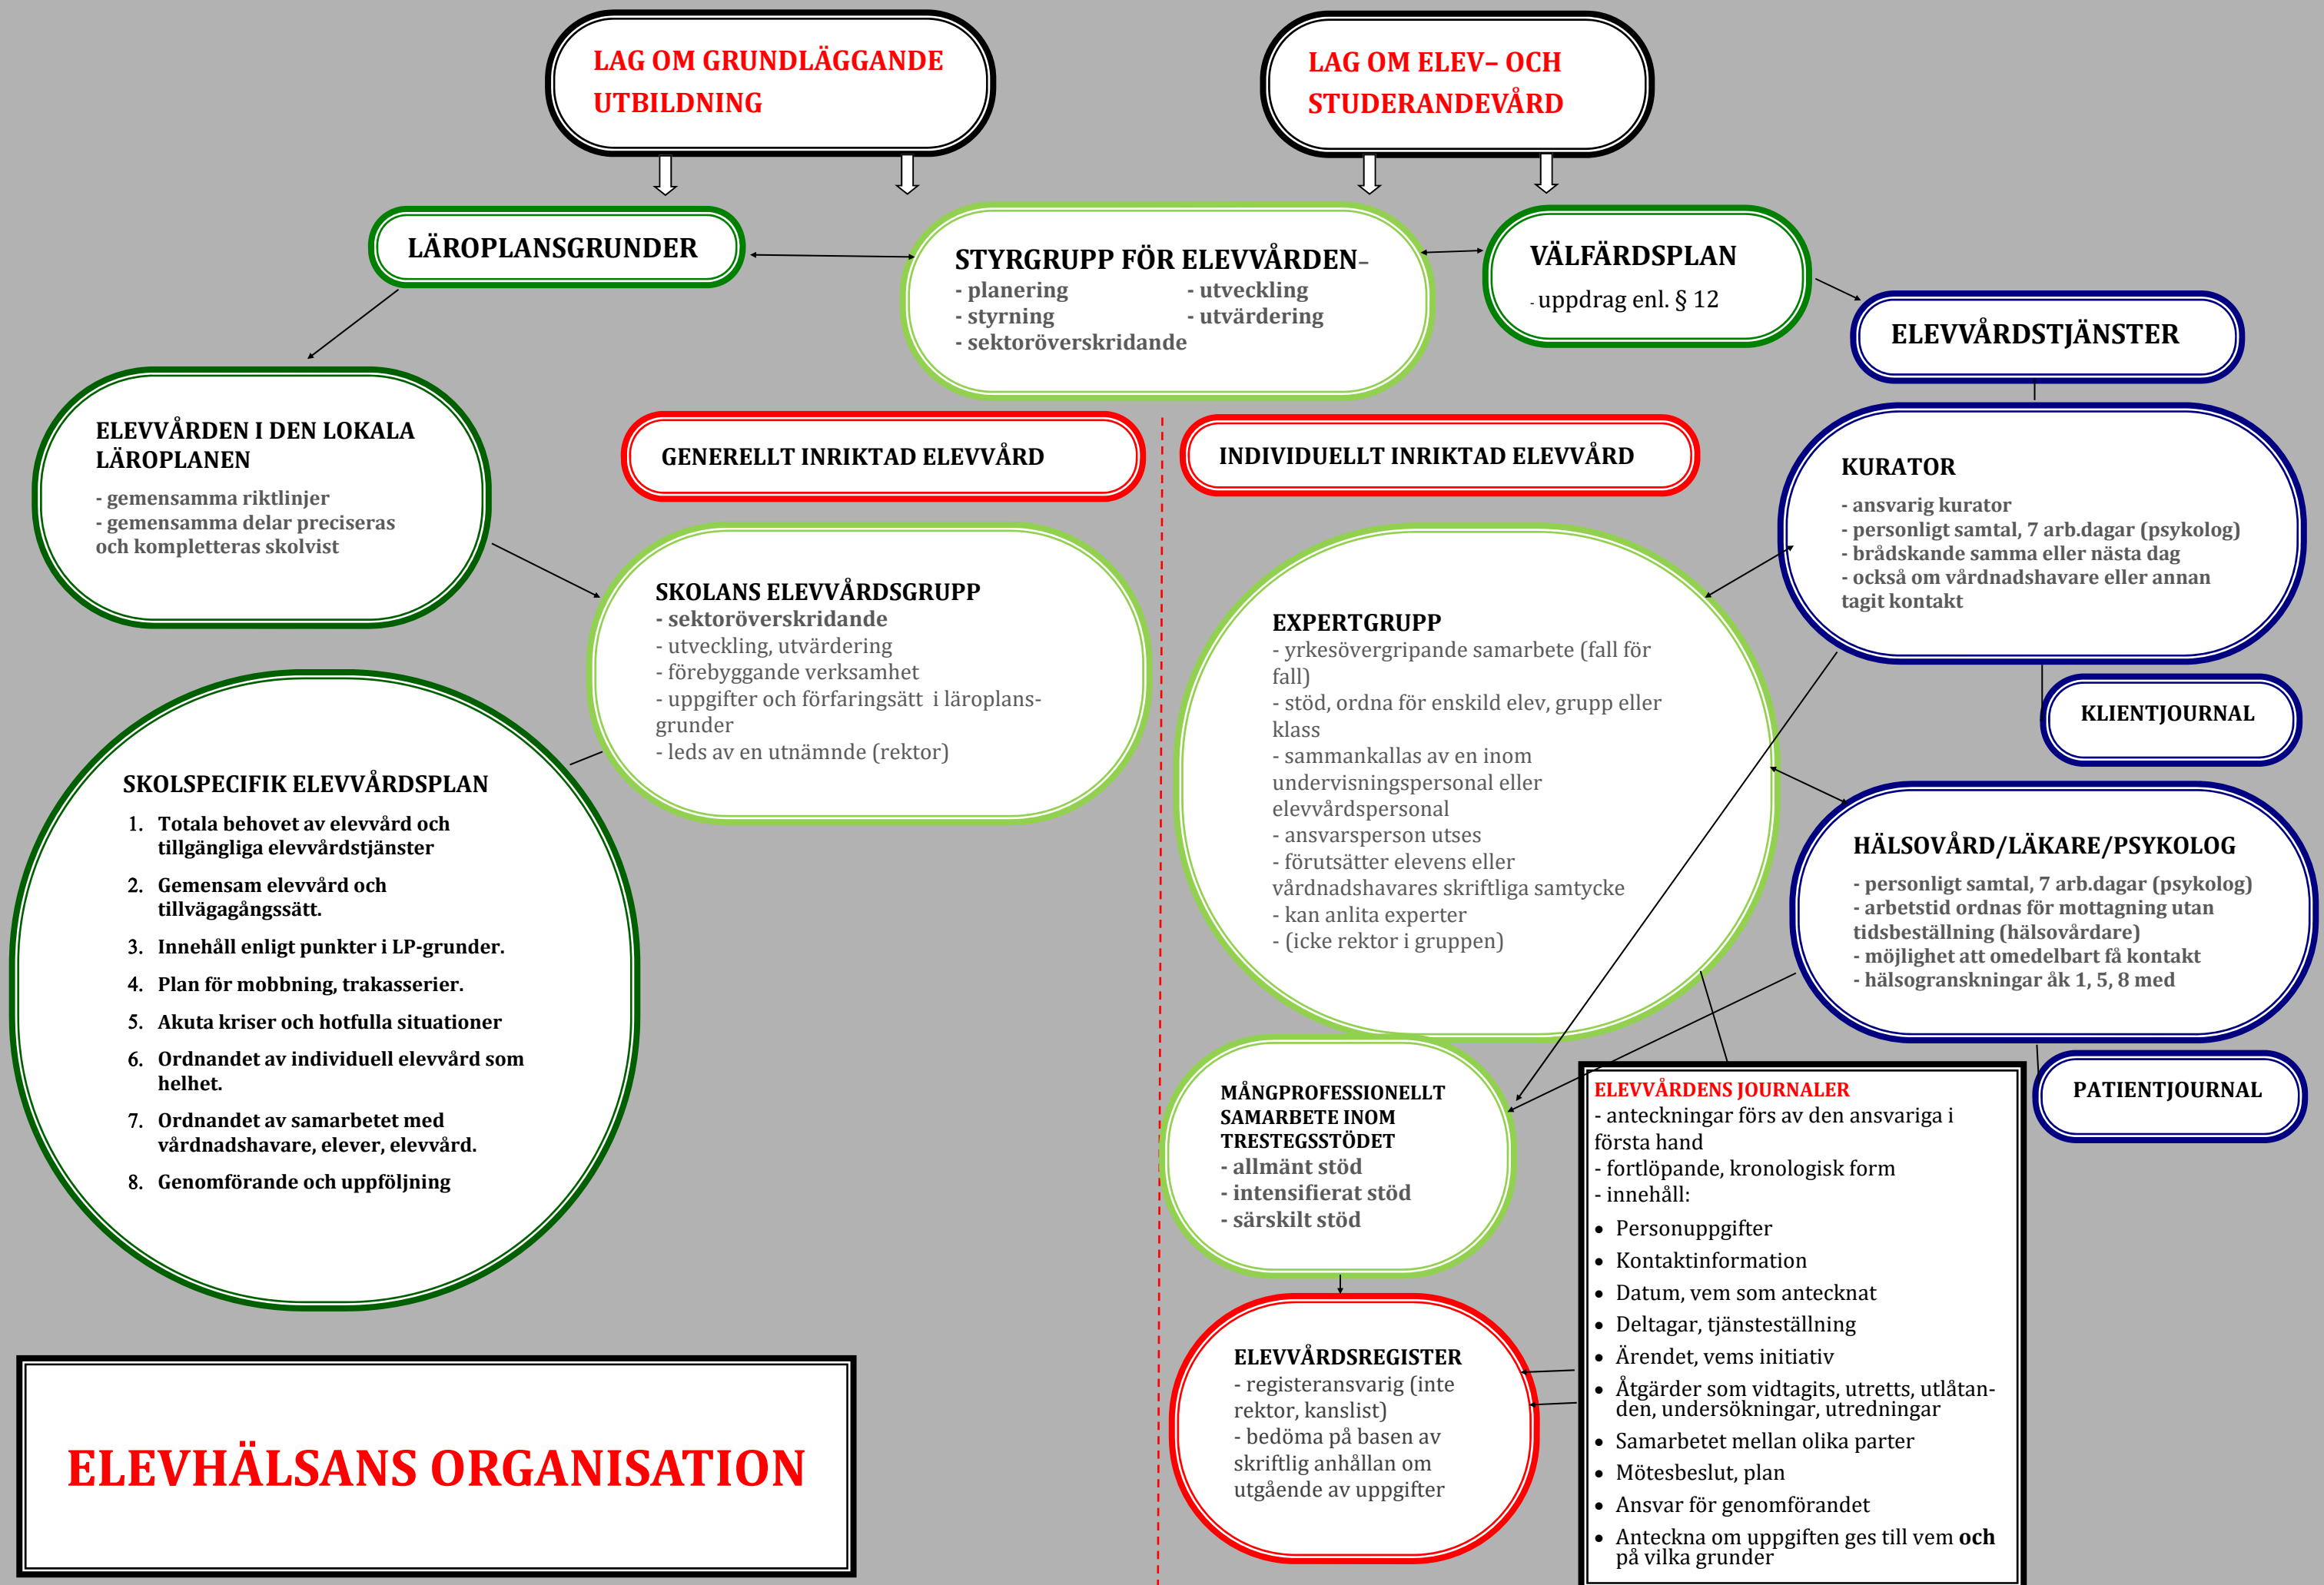 LAG OM GRUNDLÄGGANDE
UTBILDNING
LAG OM ELEV– OCH
STUDERANDEVÅRD
LÄROPLANSGRUNDER
STYRGRUPP FÖR ELEVVÅRDEN–
- planering - utveckling
- styrning - utvärdering
- sektoröverskridande
VÄLFÄRDSPLAN
- uppdrag enl. § 12
ELEVVÅRDSTJÄNSTER
ELEVVÅRDEN I DEN LOKALA
LÄROPLANEN
- gemensamma riktlinjer
- gemensamma delar preciseras
och kompletteras skolvist
GENERELLT INRIKTAD ELEVVÅRD
INDIVIDUELLT INRIKTAD ELEVVÅRD
KURATOR
- ansvarig kurator
- personligt samtal, 7 arb.dagar (psykolog)
- brådskande samma eller nästa dag
- också om vårdnadshavare eller annan
tagit kontakt
SKOLANS ELEVVÅRDSGRUPP
- sektoröverskridande
- utveckling, utvärdering
- förebyggande verksamhet
- uppgifter och förfaringsätt i läroplans-
grunder
- leds av en utnämnde (rektor)
EXPERTGRUPP
- yrkesövergripande samarbete (fall för
fall)
- stöd, ordna för enskild elev, grupp eller
klass
- sammankallas av en inom
undervisningspersonal eller
elevvårdspersonal
- ansvarsperson utses
- förutsätter elevens eller
vårdnadshavares skriftliga samtycke
- kan anlita experter
- (icke rektor i gruppen)
KLIENTJOURNAL
SKOLSPECIFIK ELEVVÅRDSPLAN
1. Totala behovet av elevvård och
tillgängliga elevvårdstjänster
2. Gemensam elevvård och
tillvägagångssätt.
3. Innehåll enligt punkter i LP-grunder.
4. Plan för mobbning, trakasserier.
5. Akuta kriser och hotfulla situationer
6. Ordnandet av individuell elevvård som
helhet.
7. Ordnandet av samarbetet med
vårdnadshavare, elever, elevvård.
8. Genomförande och uppföljning
HÄLSOVÅRD/LÄKARE/PSYKOLOG
- personligt samtal, 7 arb.dagar (psykolog)
- arbetstid ordnas för mottagning utan
tidsbeställning (hälsovårdare)
- möjlighet att omedelbart få kontakt
- hälsogranskningar åk 1, 5, 8 med
PATIENTJOURNAL
MÅNGPROFESSIONELLT
SAMARBETE INOM
TRESTEGSSTÖDET
- allmänt stöd
- intensifierat stöd
- särskilt stöd
ELEVVÅRDENS JOURNALER
- anteckningar förs av den ansvariga i
första hand
- fortlöpande, kronologisk form
- innehåll:
• Personuppgifter
• Kontaktinformation
• Datum, vem som antecknat
• Deltagar, tjänsteställning
• Ärendet, vems initiativ
• Åtgärder som vidtagits, utretts, utlåtan-
den, undersökningar, utredningar
• Samarbetet mellan olika parter
• Mötesbeslut, plan
• Ansvar för genomförandet
• Anteckna om uppgiften ges till vem och
på vilka grunder
ELEVVÅRDSREGISTER
- registeransvarig (inte
rektor, kanslist)
- bedöma på basen av
skriftlig anhållan om
utgående av uppgifter
ELEVHÄLSANS ORGANISATION